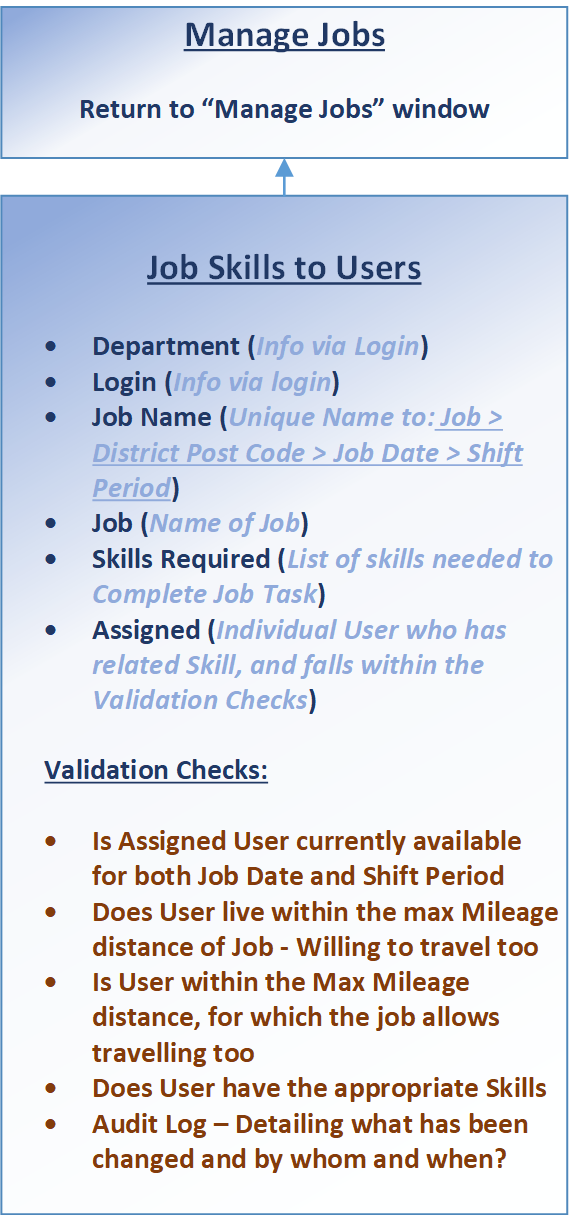 Manage Jobs
Return to “Manage Jobs” window
Job Skills to Users
• Department (Info via Login)
• Login (Info via login)
• Job Name (Unique Name to: Job >
District Post Code > Job Date > Shift
Period)
• Job (Name of Job)
• Skills Required (List of skills needed to
Complete Job Task)
• Assigned (Individual User who has
related Skill, and falls within the
Validation Checks)
Validation Checks:
• Is Assigned User currently available
for both Job Date and Shift Period
• Does User live within the max Mileage
distance of Job - Willing to travel too
• Is User within the Max Mileage
distance, for which the job allows
travelling too
• Does User have the appropriate Skills
• Audit Log – Detailing what has been
changed and by whom and when?